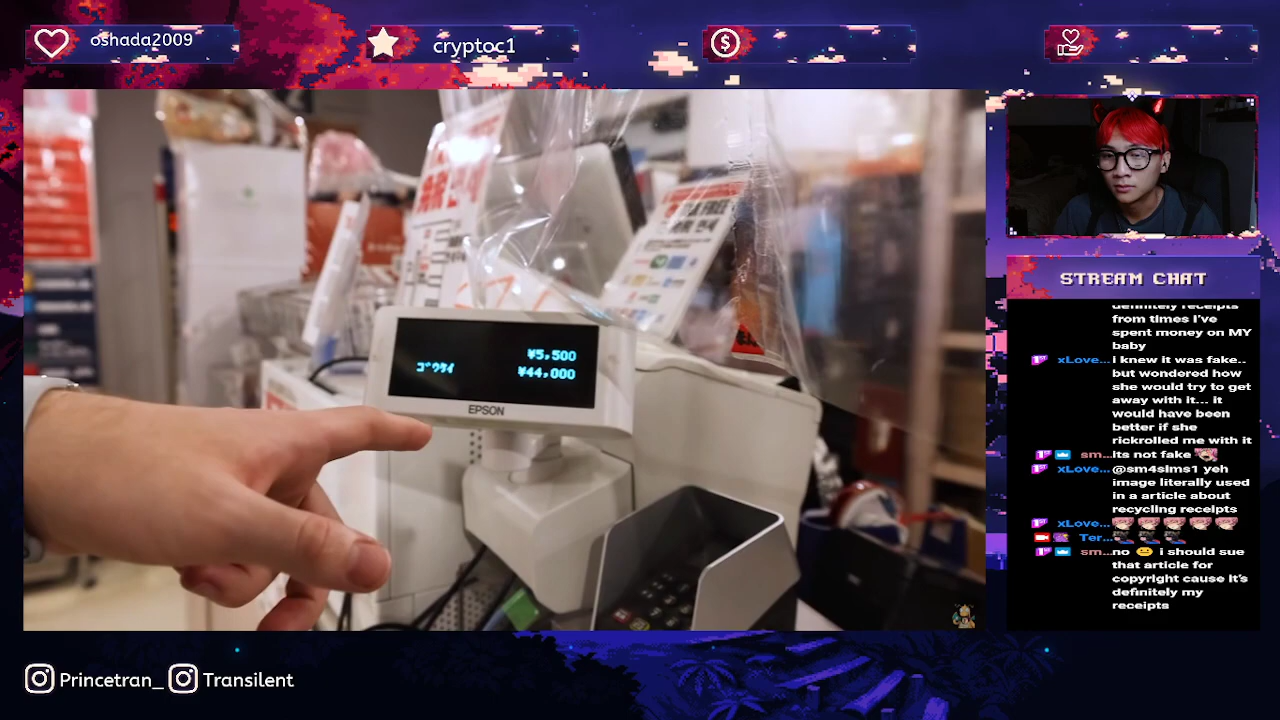 oshada2009
cryptoc1
TAX FREE
¥5,500
ｺﾞｳｹｲ ¥44,000
EPSON
STREAM CHAT
definitely receipts
from times I've
spent money on MY
baby
xLove... i knew it was fake..
but wondered how
she would try to get
away with it... it
would have been
better if she
rickrolled me with it
sm... Its not fake
xLove... @sm4slms1 yeh
image literally used
in a article about
recycling receipts
xLove...
Ter...
sm... no i should sue
that article for
copyright cause it's
definitely my
receipts
Princetran_ Transilent